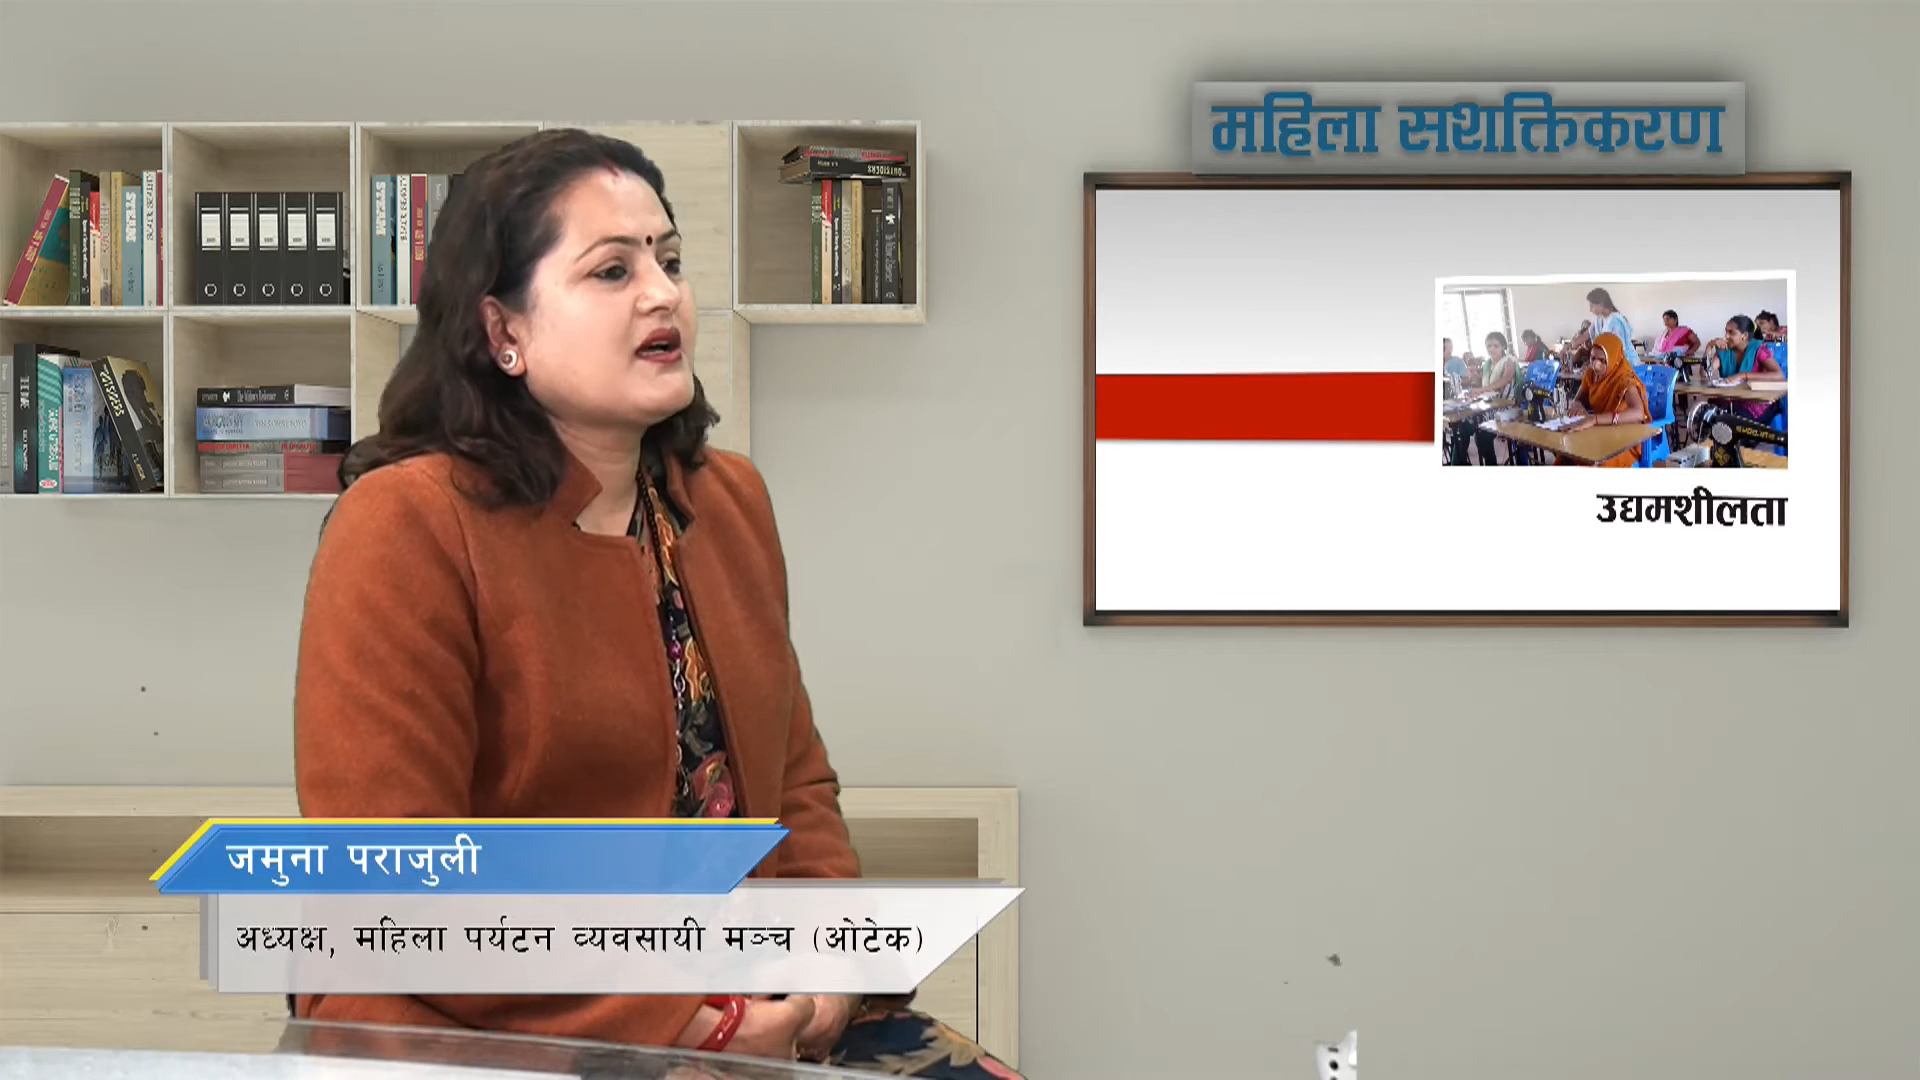 महिला सशक्तिकरण
उद्यमशीलता
जमुना पराजुली
अध्यक्ष, महिला पर्यटन व्यवसायी मञ्च (ओटेक)